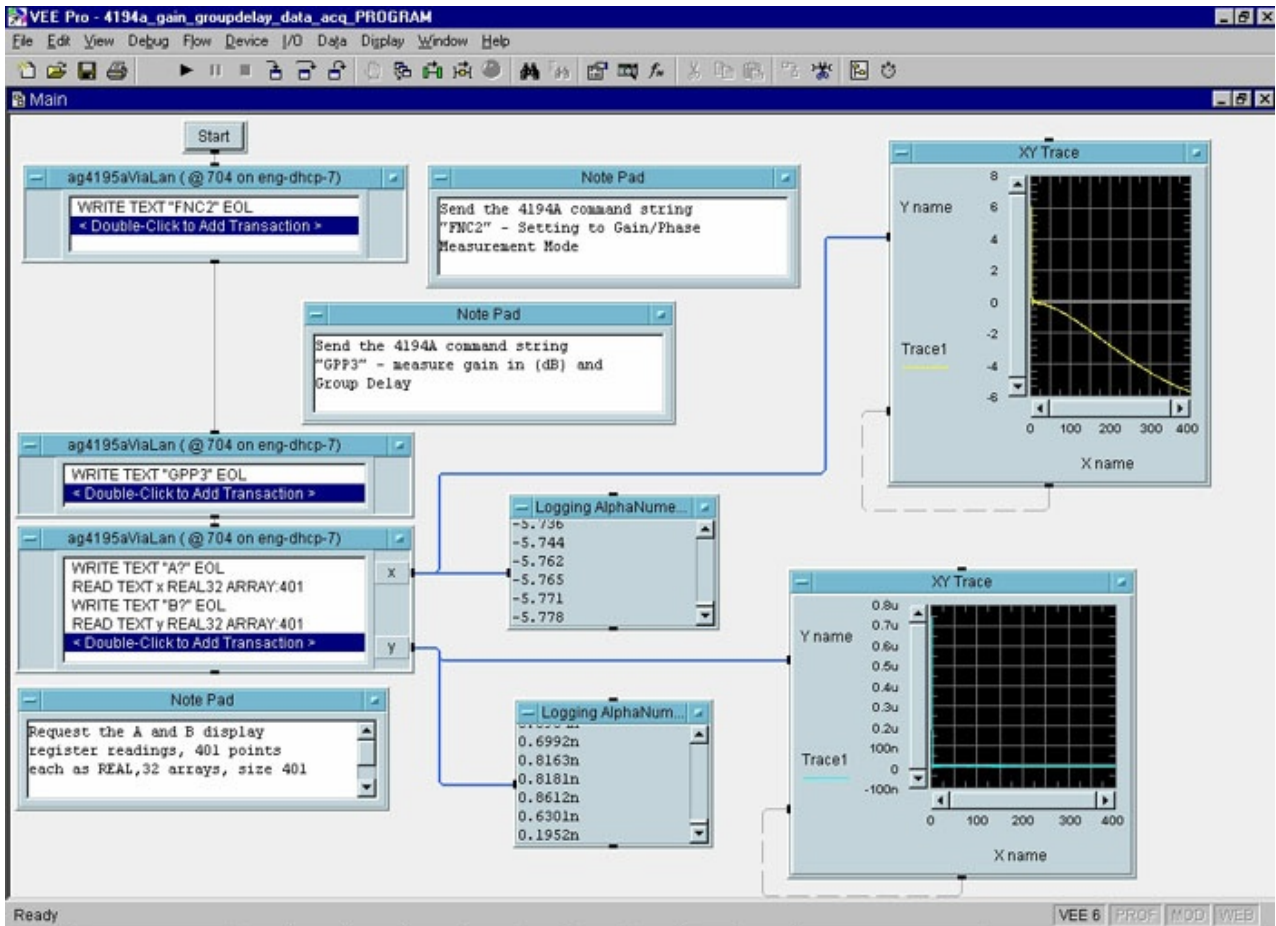 VEE Pro - 4194a_gain_groupdelay_data_acq_PROGRAM
File Edit View Debug Flow Device I/O Data Display Window Help
Main
Start
ag4195aViaLan ( @ 704 on eng-dhcp-7)
WRITE TEXT "FNC2" EOL
< Double-Click to Add Transaction >
Note Pad
Send the 4194A command string
"FNC2" - Setting to Gain/Phase
Measurement Mode
Note Pad
Send the 4194A command string
"GPP3" - measure gain in (dB) and
Group Delay
XY Trace
Y name
Trace1
8
6
4
2
0
-2
-4
-6
0 100 200 300 400
X name
ag4195aViaLan ( @ 704 on eng-dhcp-7)
WRITE TEXT "GPP3" EOL
< Double-Click to Add Transaction >
ag4195aViaLan ( @ 704 on eng-dhcp-7)
WRITE TEXT "A?" EOL
READ TEXT x REAL32 ARRAY:401
WRITE TEXT "B?" EOL
READ TEXT y REAL32 ARRAY:401
< Double-Click to Add Transaction >
x
y
Logging AlphaNume...
-5.736
-5.744
-5.762
-5.765
-5.771
-5.778
Note Pad
Request the A and B display
register readings, 401 points
each as REAL,32 arrays, size 401
Logging AlphaNum...
0.6992n
0.8163n
0.8181n
0.8612n
0.6301n
0.1952n
XY Trace
Y name
Trace1
0.8u
0.7u
0.6u
0.5u
0.4u
0.3u
0.2u
100n
0
-100n
0 100 200 300 400
X name
Ready
VEE 6 PROF MOD WEB